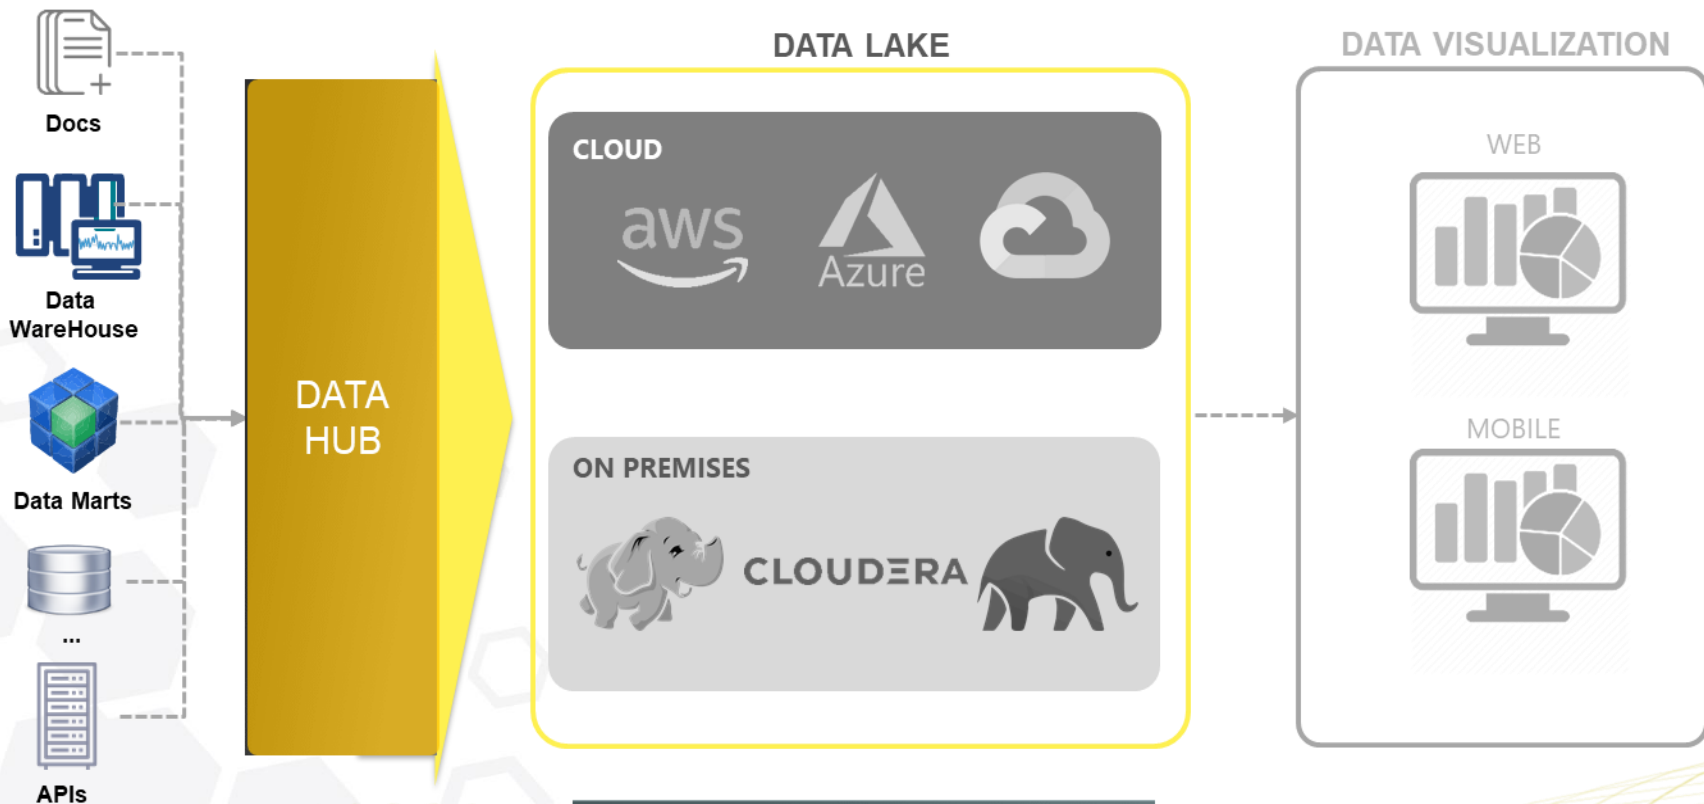 DATA LAKE
DATA VISUALIZATION
Docs
Data
WareHouse
Data Marts
...
APIs
DATA
HUB
CLOUD
aws
Azure
ON PREMISES
CLOUDERA
WEB
MOBILE